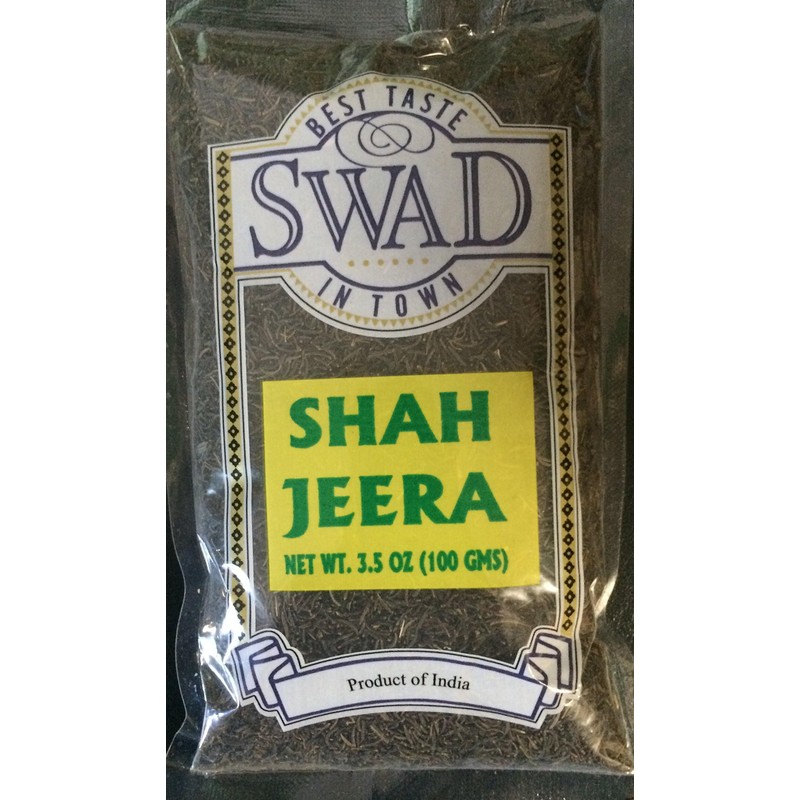 BEST TASTE
SWAD
IN TOWN
SHAH
JEERA
NET WT. 3.5 OZ (100 GMS)
Product of India